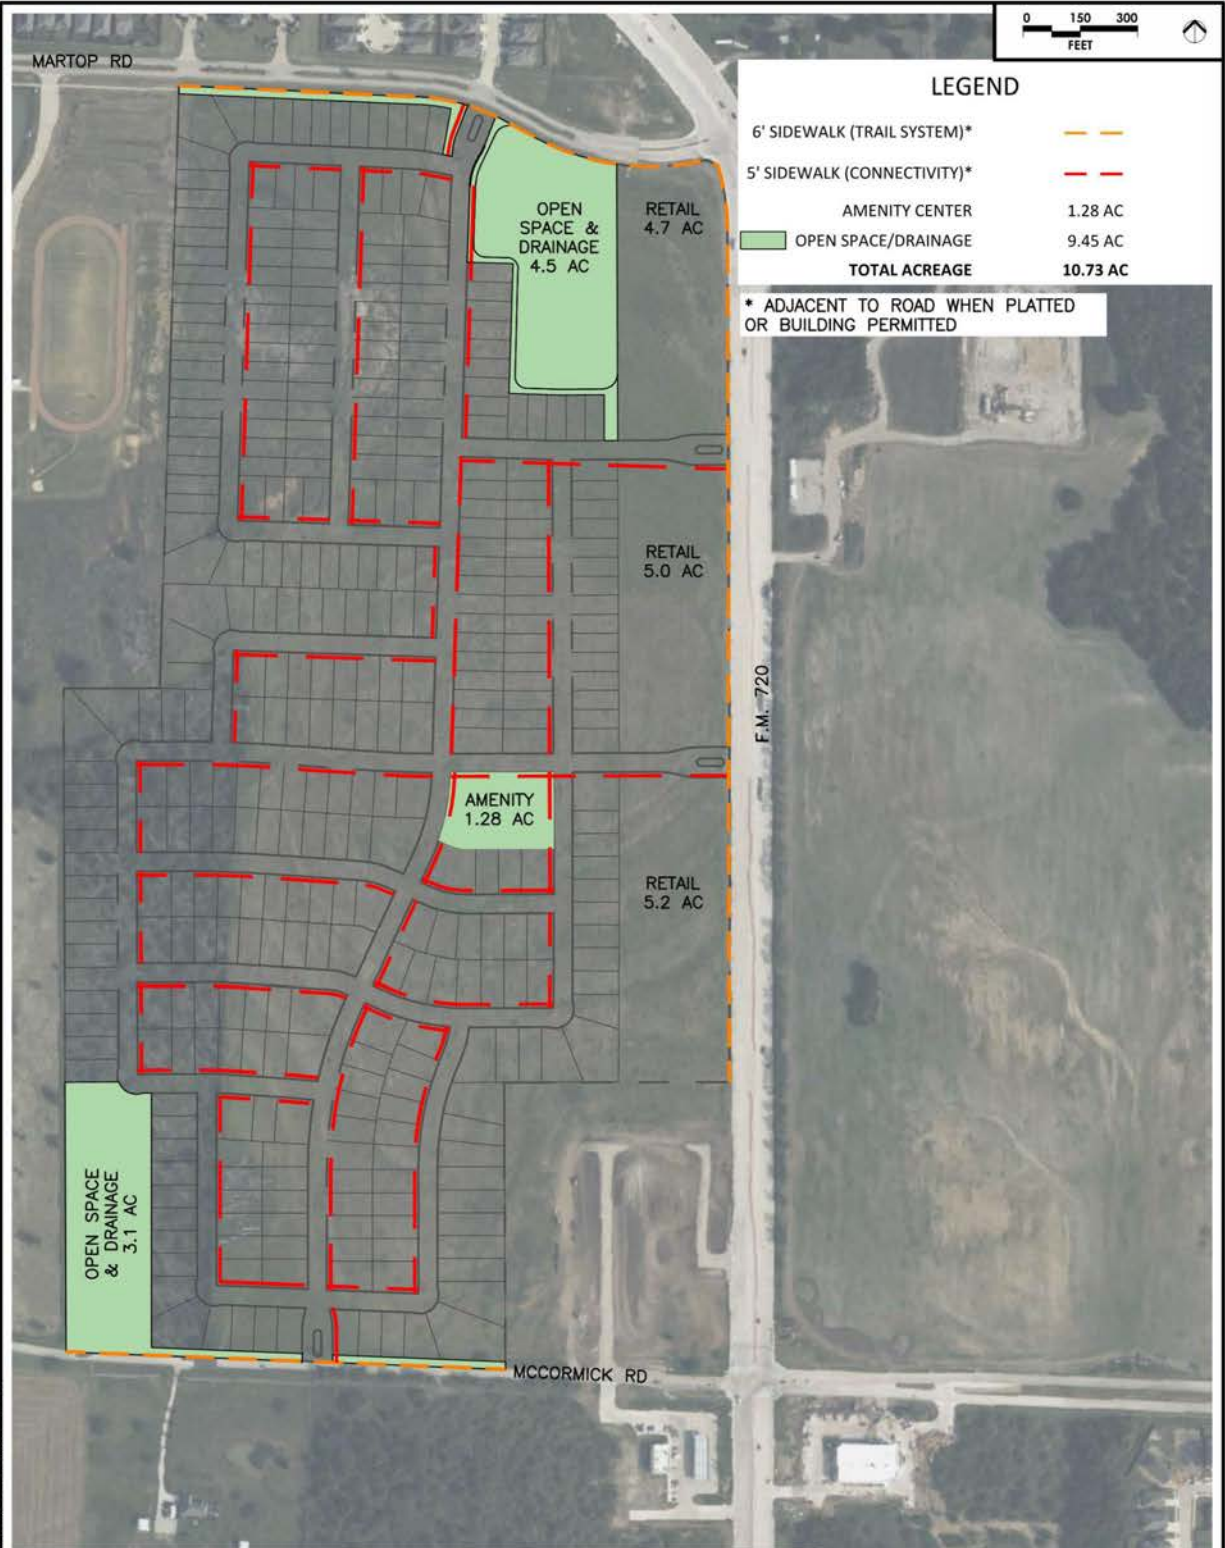 0 150 300
FEET
MARTOP RD
LEGEND
6' SIDEWALK (TRAIL SYSTEM)*
5' SIDEWALK (CONNECTIVITY)*
AMENITY CENTER 1.28 AC
OPEN SPACE/DRAINAGE 9.45 AC
TOTAL ACREAGE 10.73 AC
* ADJACENT TO ROAD WHEN PLATTED
OR BUILDING PERMITTED
OPEN
SPACE &
DRAINAGE
4.5 AC
RETAIL
4.7 AC
RETAIL
5.0 AC
F.M. 720
AMENITY
1.28 AC
RETAIL
5.2 AC
OPEN SPACE
& DRAINAGE
3.1 AC
MCCORMICK RD